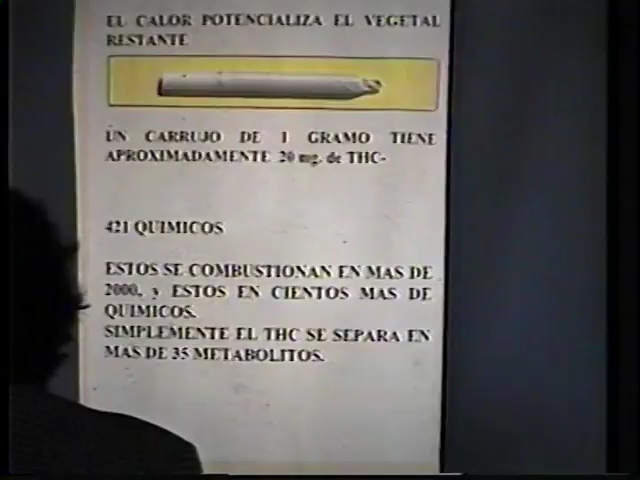 EL CALOR POTENCIALIZA EL VEGETAL
RESTANTE
UN CARRUJO DE 1 GRAMO TIENE
APROXIMADAMENTE 20 mg. de THC-
421 QUIMICOS
ESTOS SE COMBUSTIONAN EN MAS DE
2000, y ESTOS EN CIENTOS MAS DE
QUIMICOS.
SIMPLEMENTE EL THC SE SEPARA EN
MAS DE 35 METABOLITOS.